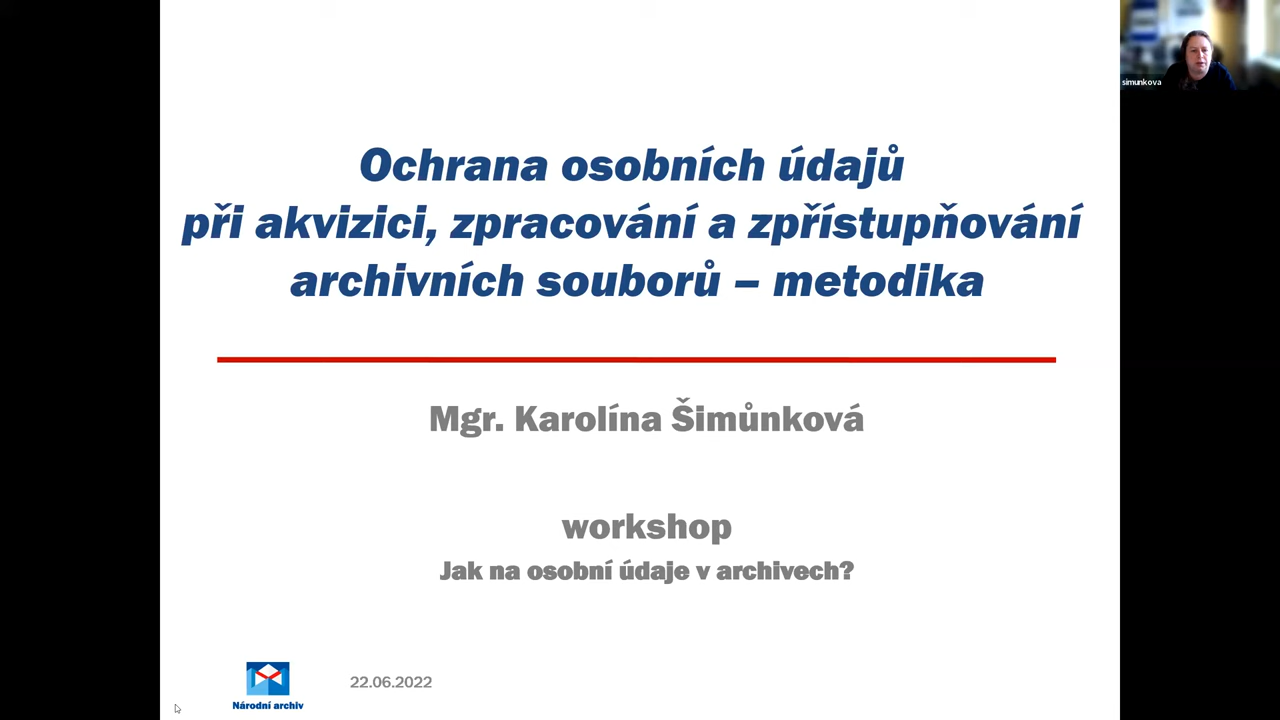 Ochrana osobních údajů
při akvizici, zpracování a zpřístupňování
archivních souborů – metodika
Mgr. Karolína Šimůnková
workshop
Jak na osobní údaje v archivech?
Národní archiv
22.06.2022
simunkova